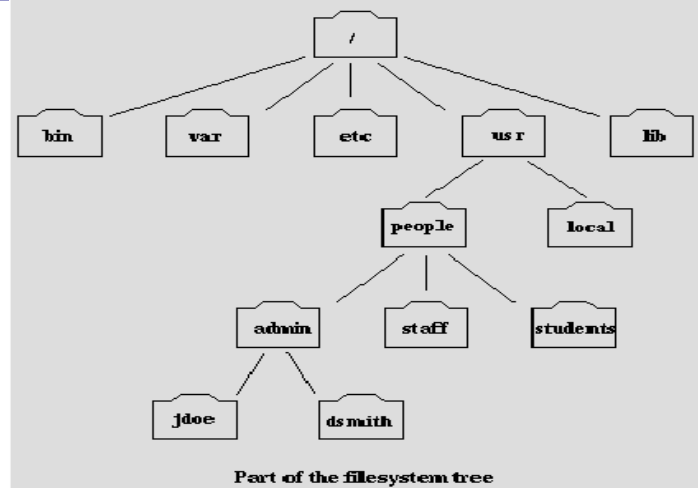 /
bin var etc usr lib
people local
admin staff students
jdoe dsmith
Part of the filesystem tree